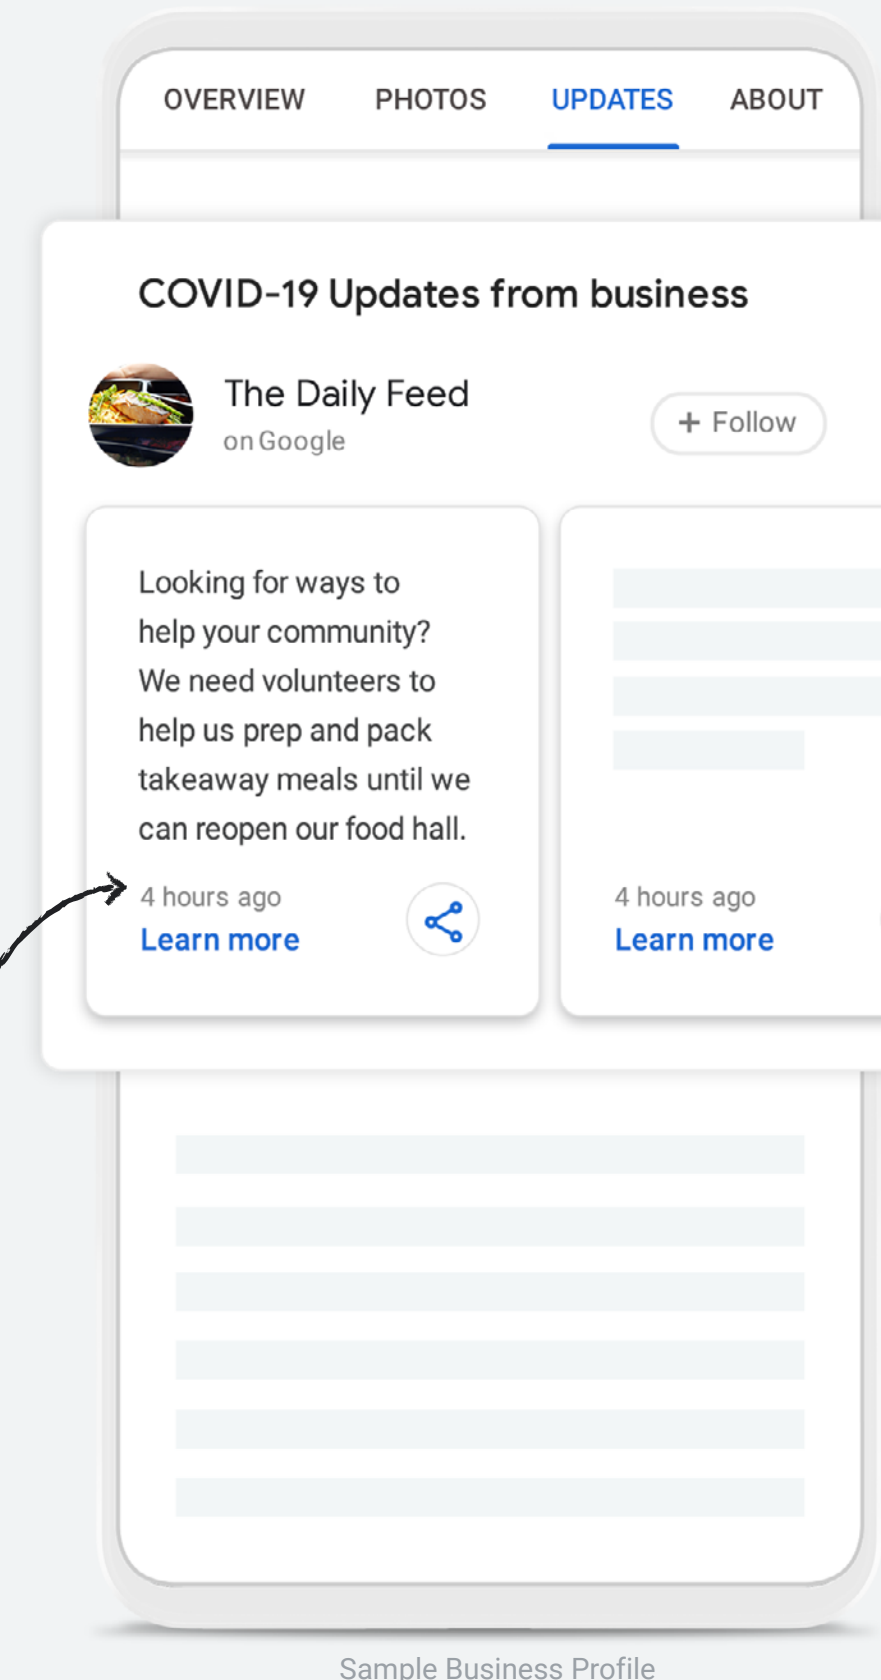 OVERVIEW PHOTOS UPDATES ABOUT
COVID-19 Updates from business
The Daily Feed
on Google
+ Follow
Looking for ways to
help your community?
We need volunteers to
help us prep and pack
takeaway meals until we
can reopen our food hall.
4 hours ago
Learn more
4 hours ago
Learn more
Sample Business Profile